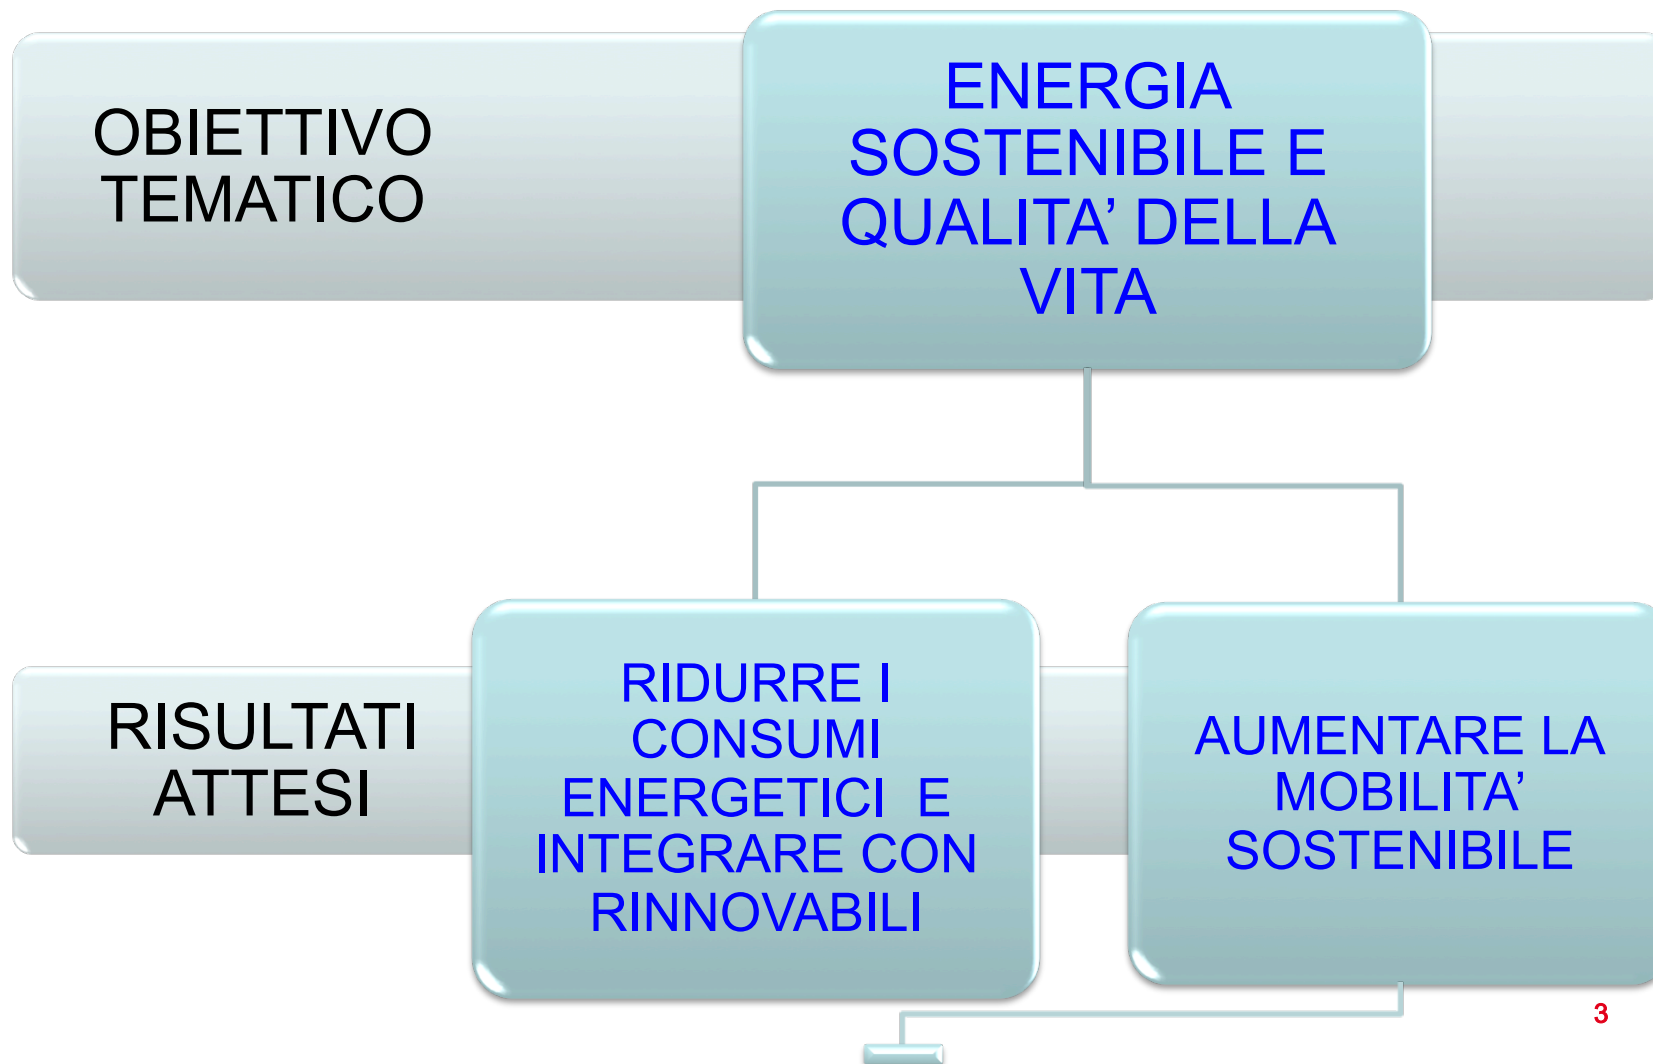 OBIETTIVO
TEMATICO
ENERGIA
SOSTENIBILE E
QUALITA’ DELLA
VITA
RISULTATI
ATTESI
RIDURRE I
CONSUMI
ENERGETICI  E
INTEGRARE CON
RINNOVABILI
AUMENTARE LA
MOBILITA’
SOSTENIBILE
3